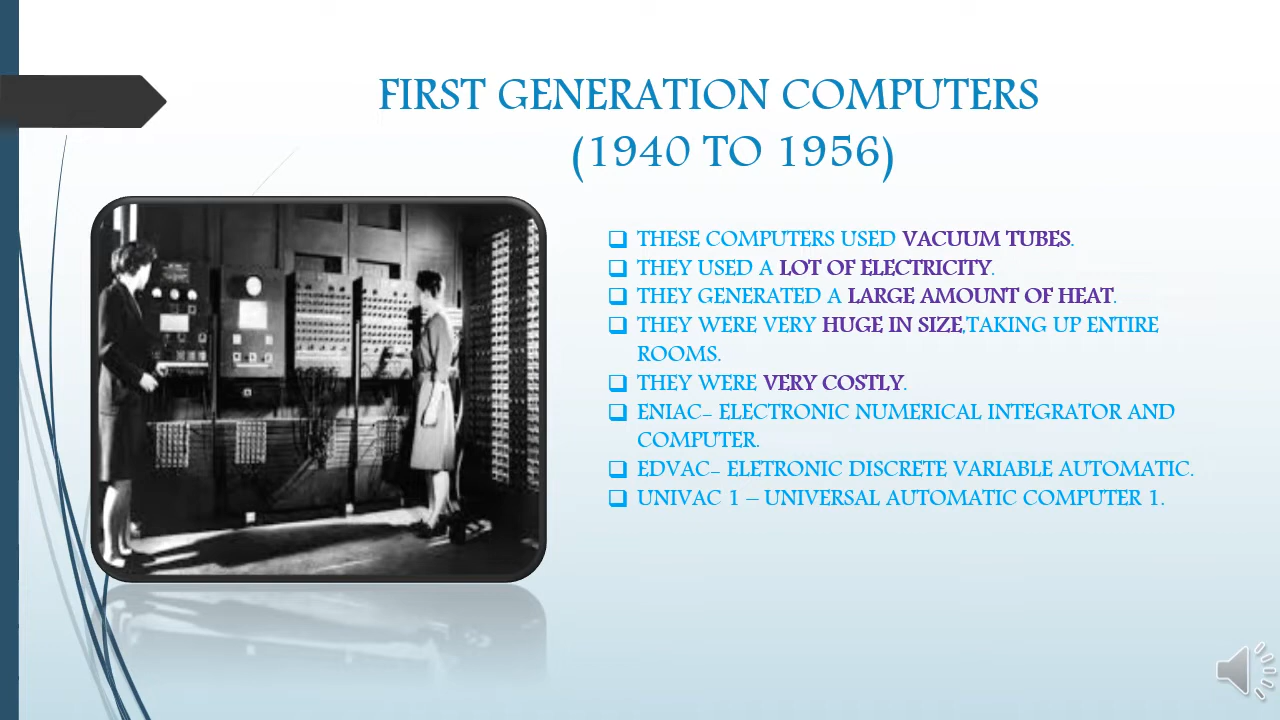 FIRST GENERATION COMPUTERS
(1940 TO 1956)
❑ THESE COMPUTERS USED VACUUM TUBES.
❑ THEY USED A LOT OF ELECTRICITY.
❑ THEY GENERATED A LARGE AMOUNT OF HEAT.
❑ THEY WERE VERY HUGE IN SIZE,TAKING UP ENTIRE
ROOMS.
❑ THEY WERE VERY COSTLY.
❑ ENIAC– ELECTRONIC NUMERICAL INTEGRATOR AND
COMPUTER.
❑ EDVAC– ELETRONIC DISCRETE VARIABLE AUTOMATIC.
❑ UNIVAC 1 – UNIVERSAL AUTOMATIC COMPUTER 1.